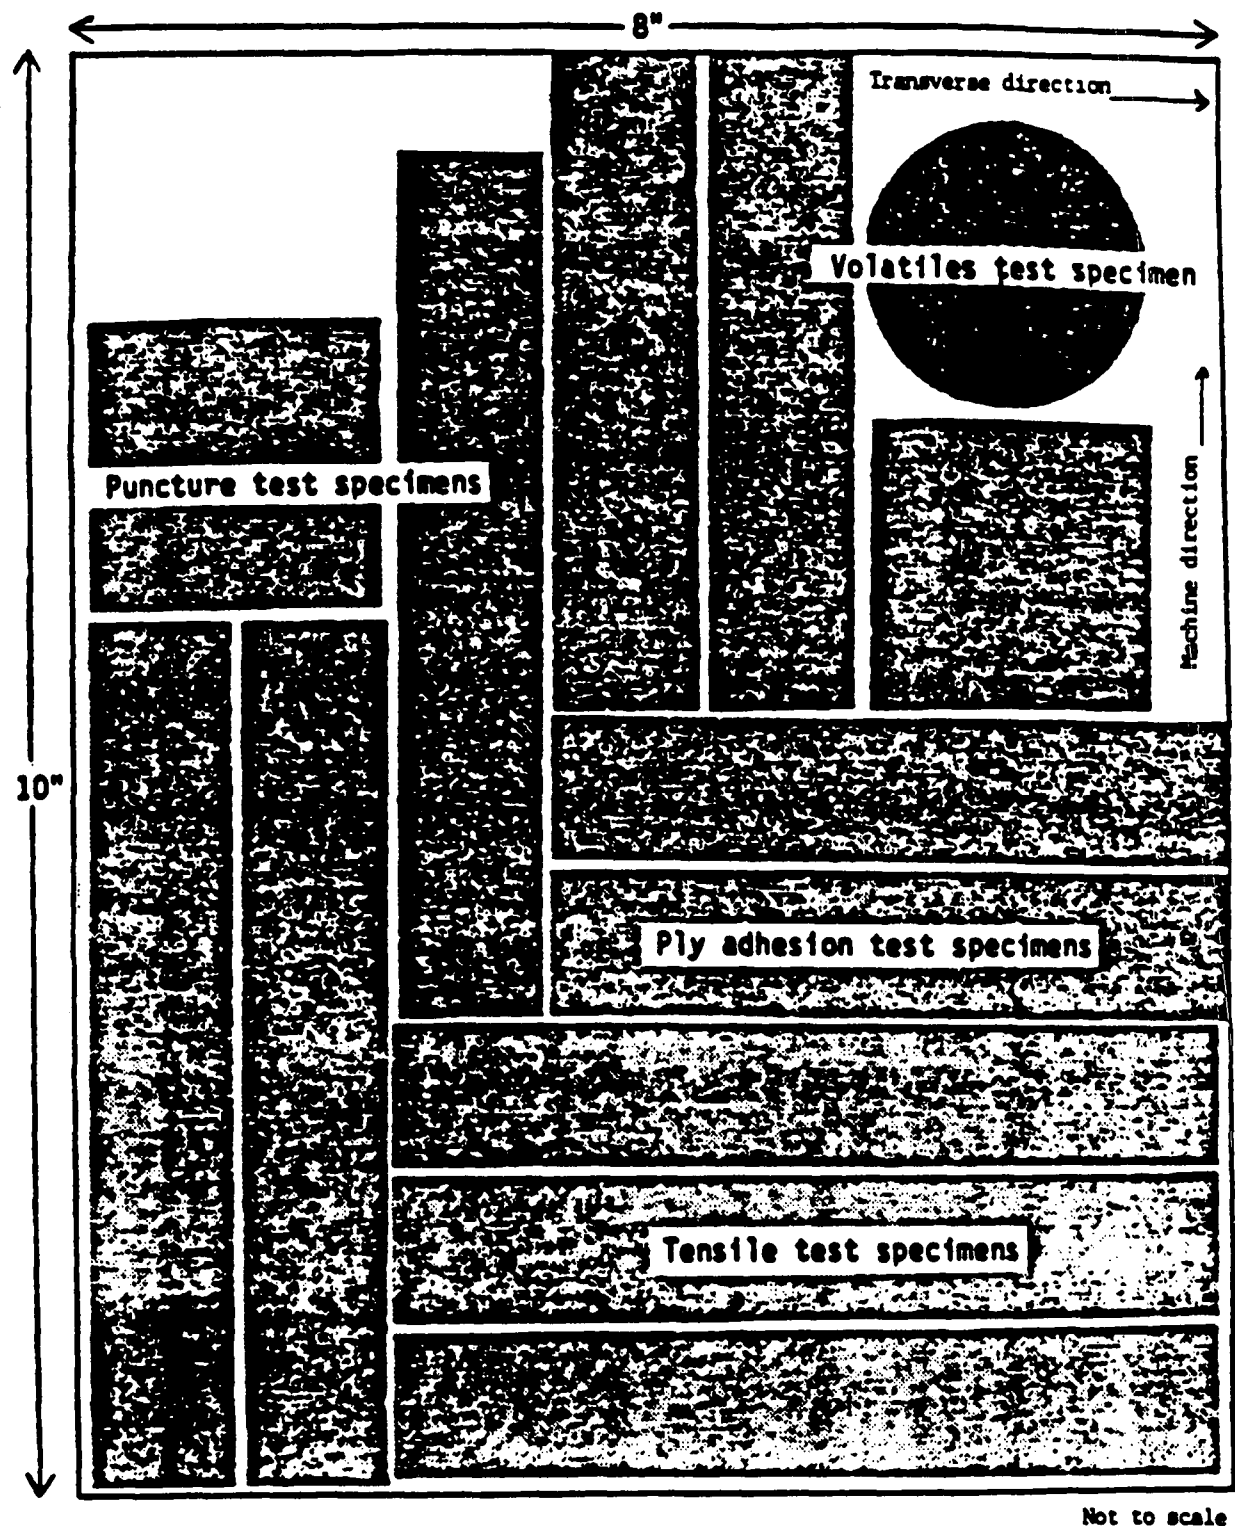 8"
Transverse direction
Volatiles test specimen
Puncture test specimens
Machine direction
10"
Ply adhesion test specimens
Tensile test specimens
Not to scale